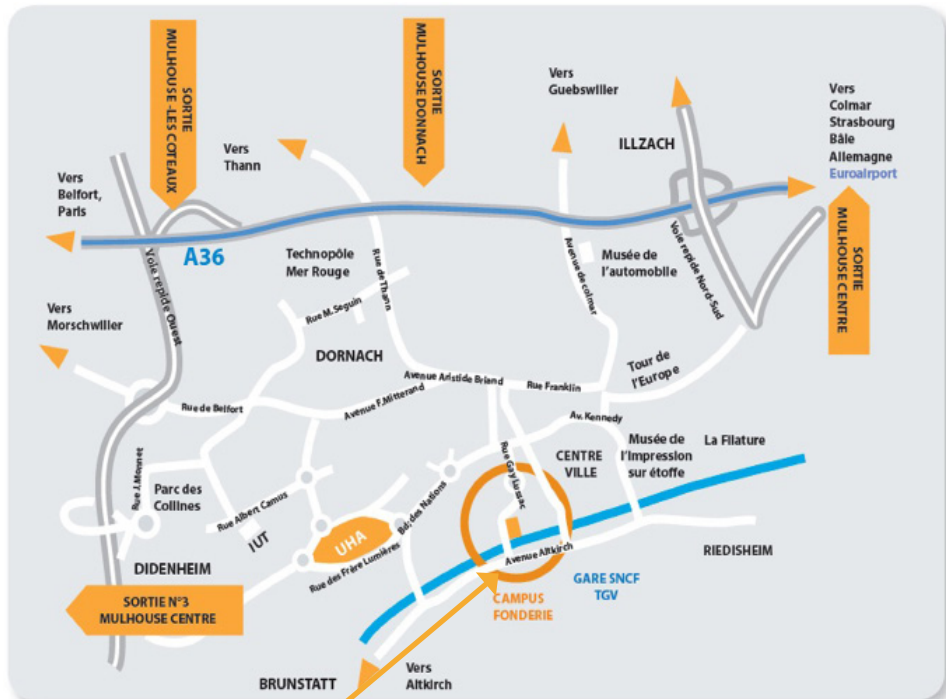 SORTIE
MULHOUSE -LES COTEAUX
SORTIE
MULHOUSE DONNACH
Vers
Guebswiller
ILLZACH
Vers
Colmar
Strasbourg
Bâle
Allemagne
Euroairport
Vers
Thann
Vers
Belfort,
Paris
A36
SORTIE
MULHOUSE CENTRE
Technopôle
Mer Rouge
Rue de Thann
Avenue de colmar
Musée de
l'automobile
Voie repide Nord-Sud
Voie repide Ouest
Vers
Morschwiller
Rue M. Seguin
DORNACH
Tour de
l'Europe
Avenue Aristide Briand
Rue Franklin
Rue de Belfort
Avenue F.Mitterand
Av. Kennedy
Rue Gay Lussac
CENTRE
VILLE
Musée de
l'impression
sur étoffe
La Filature
Rue J.Monnet
Parc des
Collines
Rue Albert Camus
IUT
UHA
Bd. des Nations
Rue des Frère Lumières
Avenue Altkirch
RIEDISHEIM
DIDENHEIM
GARE SNCF
TGV
CAMPUS
FONDERIE
SORTIE N°3
MULHOUSE CENTRE
BRUNSTATT
Vers
Altkirch